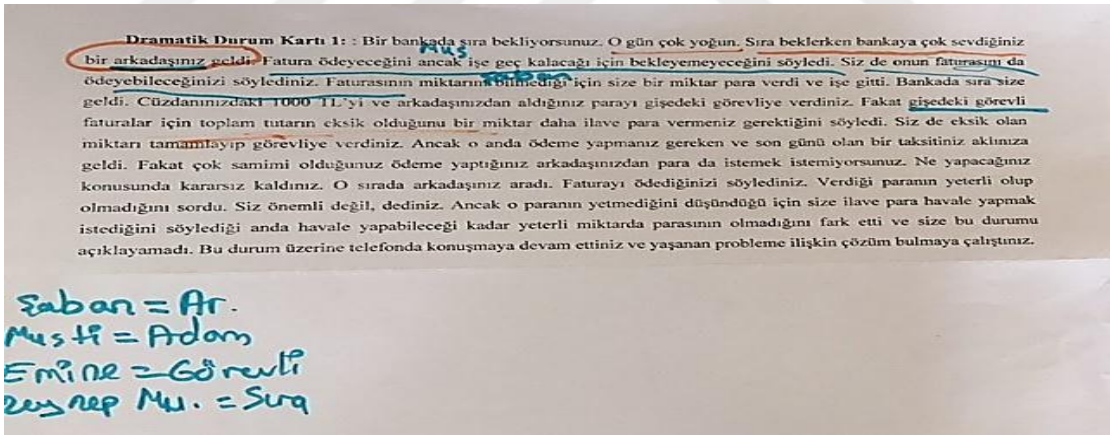 Dramatik Durum Kartı 1: : Bir bankada sıra bekliyorsunuz. O gün çok yoğun. Sıra beklerken bankaya çok sevdiğiniz
Mus
bir arkadaşınız geldi. Fatura ödeyeceğini ancak işe geç kalacağı için bekleyemeyeceğini söyledi. Siz de onun faturasını da
ödeyebileceğinizi söylediniz. Faturasının miktarını bilmediği için size bir miktar para verdi ve işe gitti. Bankada sıra size
geldi. Cüzdanınızdaki 1000 TL'yi ve arkadaşınızdan aldığınız parayı gişedeki görevliye verdiniz. Fakat gişedeki görevli
faturalar için toplam tutarın eksik olduğunu bir miktar daha ilave para vermeniz gerektiğini söyledi. Siz de eksik olan
miktarı tamamlayıp görevliye verdiniz. Ancak o anda ödeme yapmanız gereken ve son günü olan bir taksitiniz aklınıza
geldi. Fakat çok samimi olduğunuz ödeme yaptığınız arkadaşınızdan para da istemek istemiyorsunuz. Ne yapacağınız
konusunda kararsız kaldınız. O sırada arkadaşınız aradı. Faturayı ödediğinizi söylediniz. Verdiği paranın yeterli olup
olmadığını sordu. Siz önemli değil, dediniz. Ancak o paranın yetmediğini düşündüğü için size ilave para havale yapmak
istediğini söylediği anda havale yapabileceği kadar yeterli miktarda parasının olmadığını fark etti ve size bu durumu
açıklayamadı. Bu durum üzerine telefonda konuşmaya devam ettiniz ve yaşanan probleme ilişkin çözüm bulmaya çalıştınız.
Şaban = Ar.
Musti = Adam
Emine = Görevli
Zeynep Mü. = Sıra